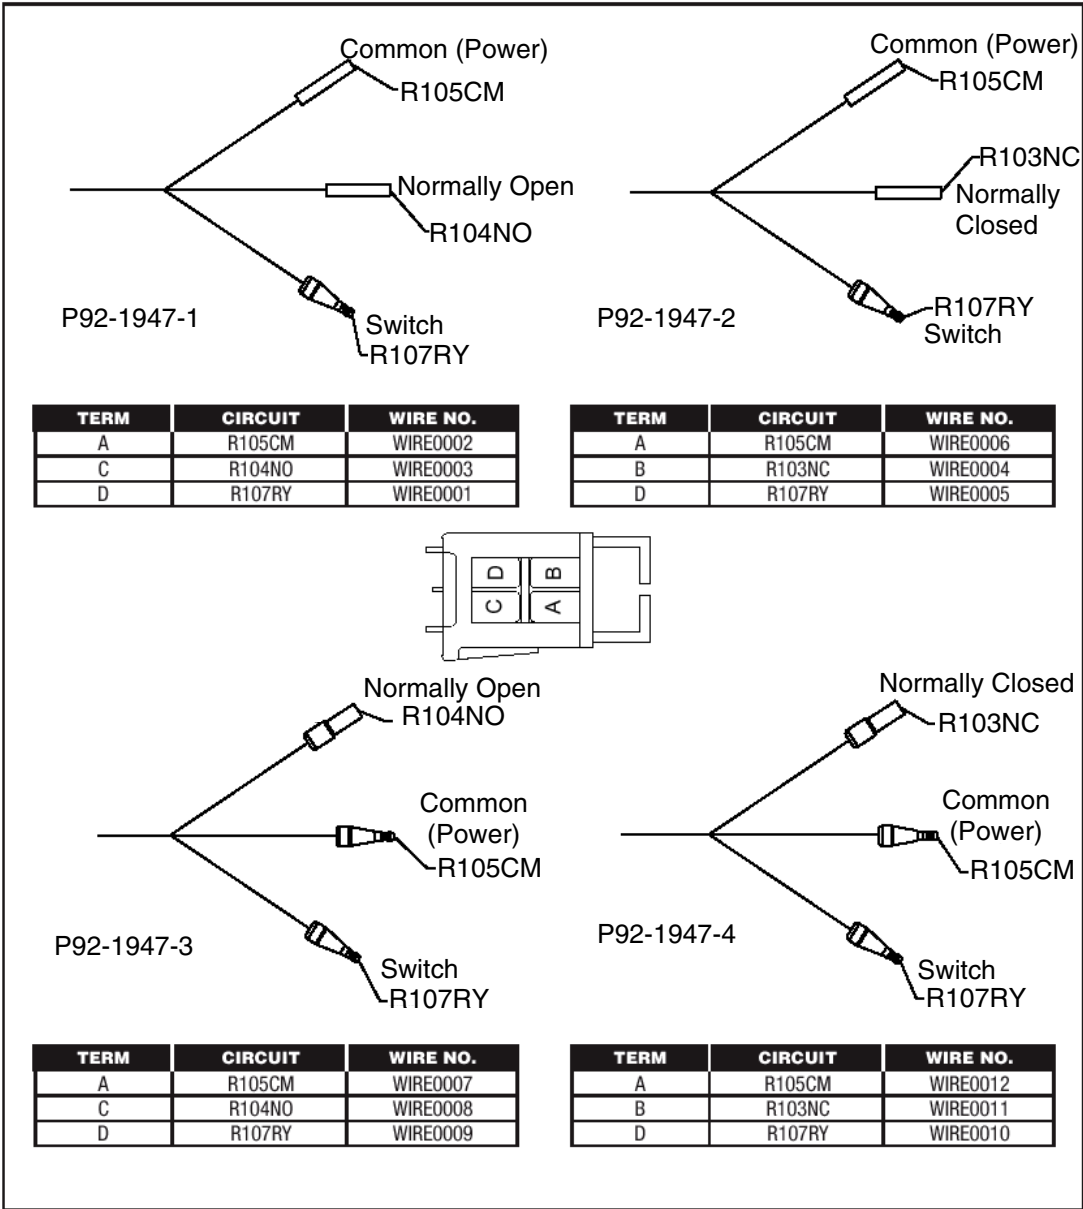 Common (Power)
R105CM
Normally Open
R104NO
P92-1947-1
Switch
R107RY
Common (Power)
R105CM
R103NC
Normally
Closed
P92-1947-2
R107RY
Switch
TERM CIRCUIT WIRE NO.
A R105CM WIRE0002
C R104NO WIRE0003
D R107RY WIRE0001
TERM CIRCUIT WIRE NO.
A R105CM WIRE0006
B R103NC WIRE0004
D R107RY WIRE0005
D B
C A
Normally Open
R104NO
Common
(Power)
R105CM
P92-1947-3
Switch
R107RY
Normally Closed
R103NC
Common
(Power)
R105CM
P92-1947-4
Switch
R107RY
TERM CIRCUIT WIRE NO.
A R105CM WIRE0007
C R104NO WIRE0008
D R107RY WIRE0009
TERM CIRCUIT WIRE NO.
A R105CM WIRE0012
B R103NC WIRE0011
D R107RY WIRE0010